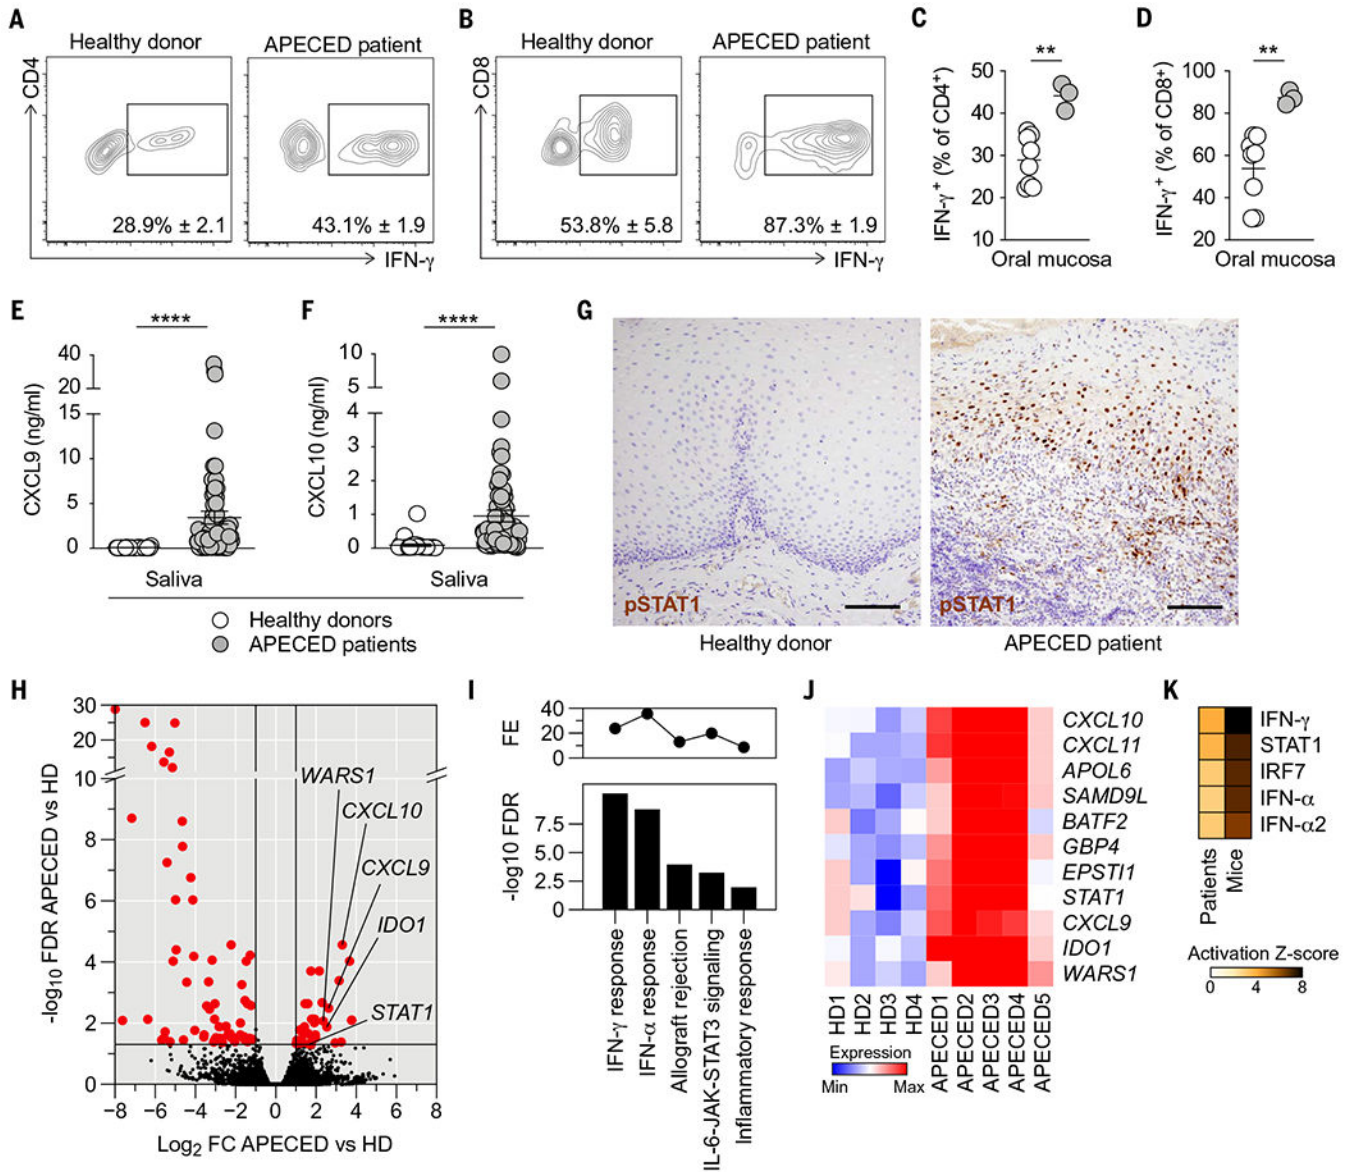 A
Healthy donor
APECED patient
CD4
28.9% ± 2.1
43.1% ± 1.9
IFN-γ
B
Healthy donor
APECED patient
CD8
53.8% ± 5.8
87.3% ± 1.9
IFN-γ
C
**
IFN-γ+ (% of CD4+)
50
40
30
20
10
Oral mucosa
D
**
IFN-γ+ (% of CD8+)
100
80
60
40
20
Oral mucosa
E
****
CXCL9 (ng/ml)
40
20
15
10
5
0
Saliva
F
****
CXCL10 (ng/ml)
10
5
4
3
2
1
0
Saliva
Healthy donors
APECED patients
G
pSTAT1
pSTAT1
Healthy donor
APECED patient
H
-log10 FDR APECED vs HD
30
20
10
8
6
4
2
0
WARS1
CXCL10
CXCL9
IDO1
STAT1
−8 −6 −4 −2 0 2 4 6 8
Log2 FC APECED vs HD
I
FE
40
20
0
-log10 FDR
7.5
5.0
2.5
0
IFN-γ response
IFN-α response
Allograft rejection
IL-6-JAK-STAT3 signaling
Inflammatory response
J
CXCL10
CXCL11
APOL6
SAMD9L
BATF2
GBP4
EPSTI1
STAT1
CXCL9
IDO1
WARS1
HD1
HD2
HD3
HD4
APECED1
APECED2
APECED3
APECED4
APECED5
Expression
Min Max
K
IFN-γ
STAT1
IRF7
IFN-α
IFN-α2
Patients
Mice
Activation Z-score
0 4 8